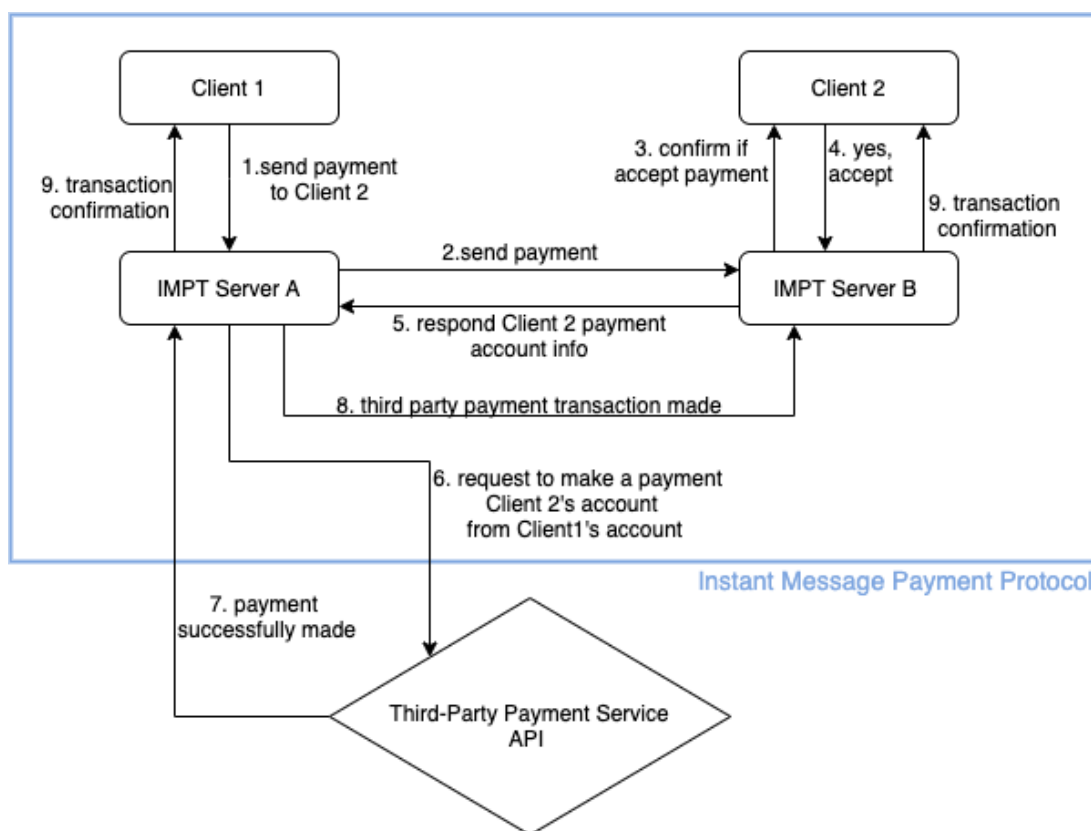 Client 1
Client 2
1.send payment
to Client 2
3. confirm if
accept payment
4. yes,
accept
9. transaction
confirmation
9. transaction
confirmation
2.send payment
IMPT Server A
IMPT Server B
5. respond Client 2 payment
account info
8. third party payment transaction made
6. request to make a payment
Client 2's account
from Client1's account
Instant Message Payment Protocol
7. payment
successfully made
Third-Party Payment Service
API